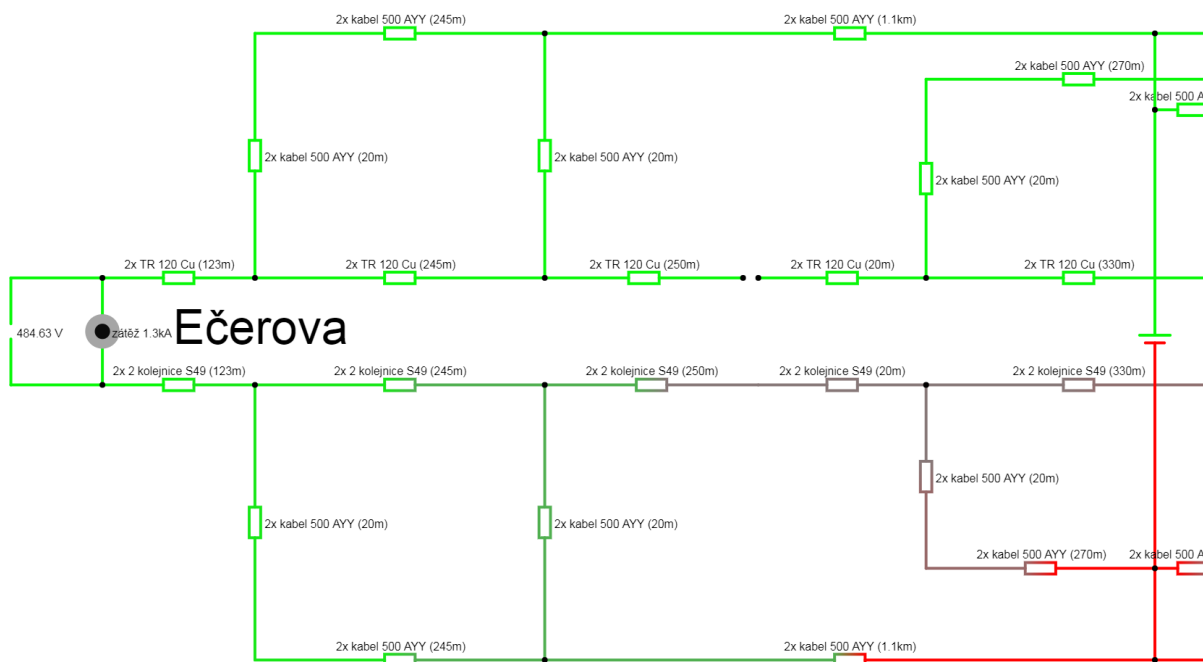 2x kabel 500 AYY (245m)
2x kabel 500 AYY (1.1km)
2x kabel 500 AYY (270m)
2x kabel 500 A
2x kabel 500 AYY (20m)
2x kabel 500 AYY (20m)
2x kabel 500 AYY (20m)
2x TR 120 Cu (123m)
2x TR 120 Cu (245m)
2x TR 120 Cu (250m)
2x TR 120 Cu (20m)
2x TR 120 Cu (330m)
484.63 V
zátěž 1.3kA
Ečerova
2x 2 kolejnice S49 (123m)
2x 2 kolejnice S49 (245m)
2x 2 kolejnice S49 (250m)
2x 2 kolejnice S49 (20m)
2x 2 kolejnice S49 (330m)
2x kabel 500 AYY (20m)
2x kabel 500 AYY (20m)
2x kabel 500 AYY (20m)
2x kabel 500 AYY (270m)
2x kabel 500 A
2x kabel 500 AYY (245m)
2x kabel 500 AYY (1.1km)